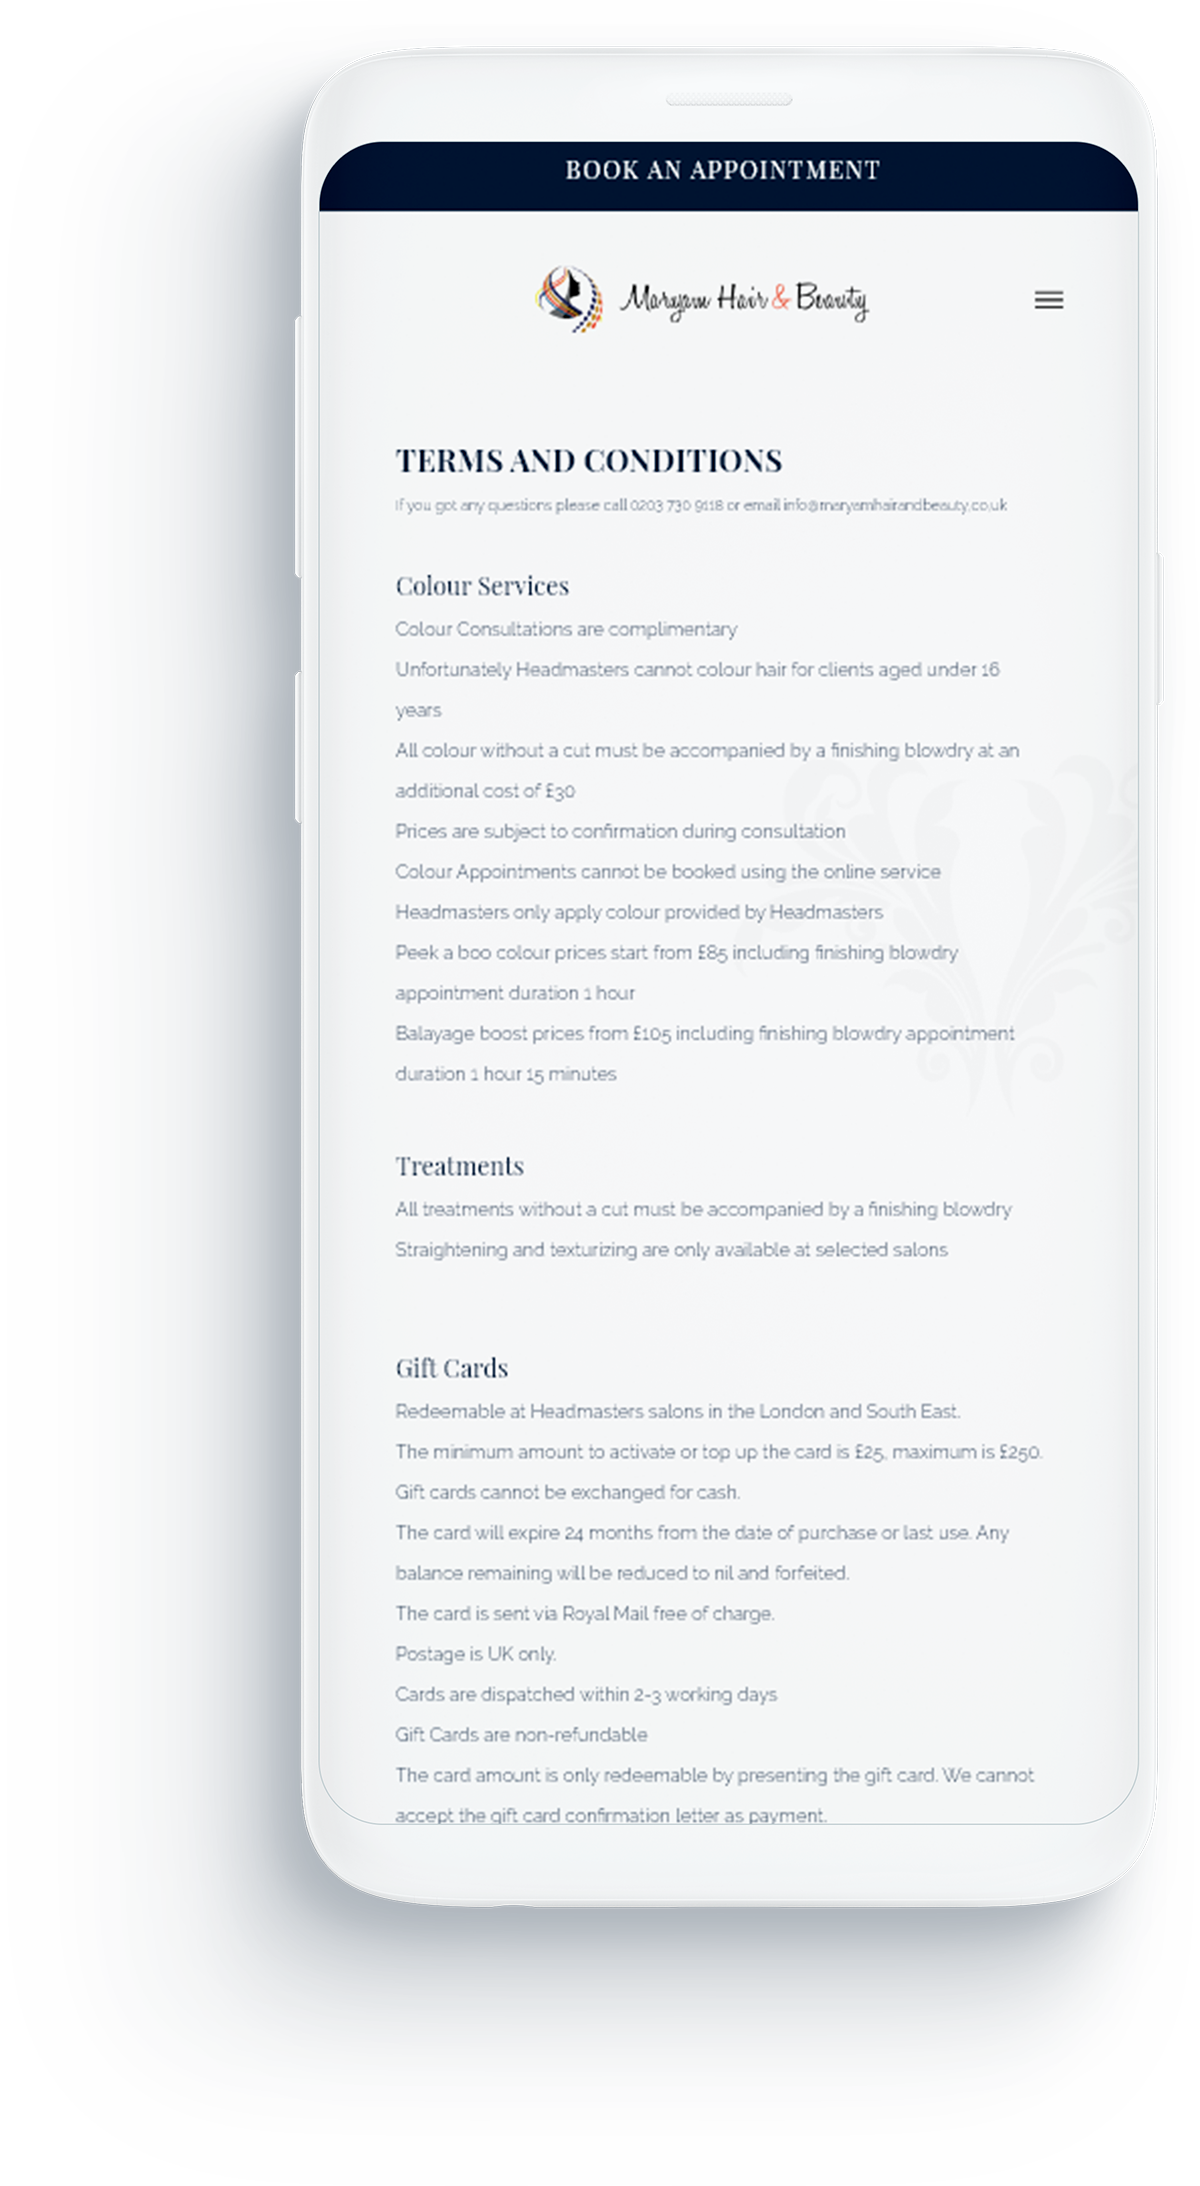 BOOK AN APPOINTMENT
Maryam Hair & Beauty
TERMS AND CONDITIONS
If you got any questions please call 0203 730 9118 or email info@maryamhairandbeauty.co.uk
Colour Services
Colour Consultations are complimentary
Unfortunately Headmasters cannot colour hair for clients aged under 16
years
All colour without a cut must be accompanied by a finishing blowdry at an
additional cost of £30
Prices are subject to confirmation during consultation
Colour Appointments cannot be booked using the online service
Headmasters only apply colour provided by Headmasters
Peek a boo colour prices start from £85 including finishing blowdry
appointment duration 1 hour
Balayage boost prices from £105 including finishing blowdry appointment
duration 1 hour 15 minutes
Treatments
All treatments without a cut must be accompanied by a finishing blowdry
Straightening and texturizing are only available at selected salons
Gift Cards
Redeemable at Headmasters salons in the London and South East.
The minimum amount to activate or top up the card is £25, maximum is £250.
Gift cards cannot be exchanged for cash.
The card will expire 24 months from the date of purchase or last use. Any
balance remaining will be reduced to nil and forfeited.
The card is sent via Royal Mail free of charge.
Postage is UK only.
Cards are dispatched within 2-3 working days
Gift Cards are non-refundable
The card amount is only redeemable by presenting the gift card. We cannot
accept the gift card confirmation letter as payment.